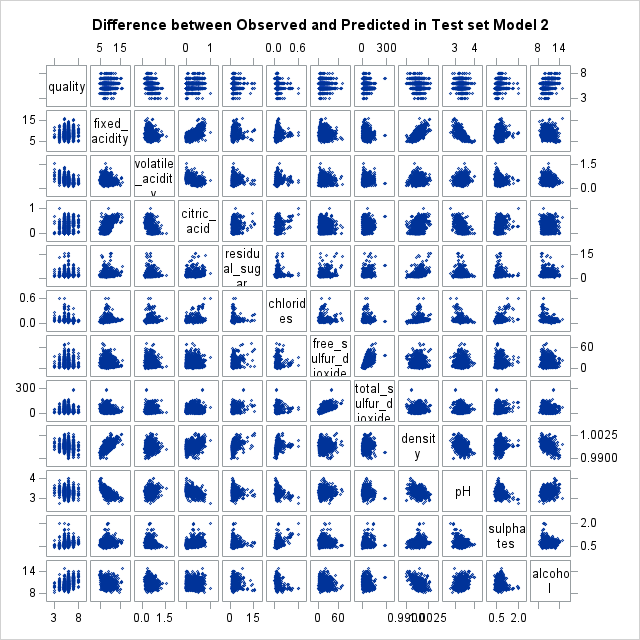 Difference between Observed and Predicted in Test set Model 2
5 15 0 1 0.0 0.6 0 300 3 4 8 14
quality 8
3
15
5 fixed_
acidity
volatile
_acidit
y 1.5
0.0
1
0 citric_
acid
residu
al_sug
ar 15
0
0.6
0.0 chlorid
es
free_s
ulfur_d
ioxide 60
0
300
0 total_s
ulfur_d
ioxide
densit
y 1.0025
0.9900
4
3 pH
sulpha
tes 2.0
0.5
14
8 alcoho
l
3 8 0.0 1.5 0 15 0 60 0.9900 1.0025 0.5 2.0